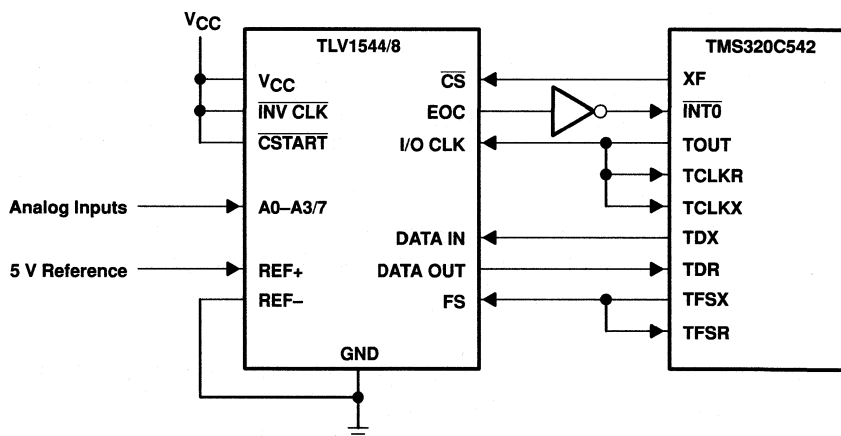 VCC
TLV1544/8
TMS320C542
VCC
CS
XF
INV CLK
EOC
INT0
CSTART
I/O CLK
TOUT
TCLKR
Analog Inputs
A0–A3/7
TCLKX
DATA IN
TDX
5 V Reference
REF+
DATA OUT
TDR
REF–
FS
TFSX
TFSR
GND